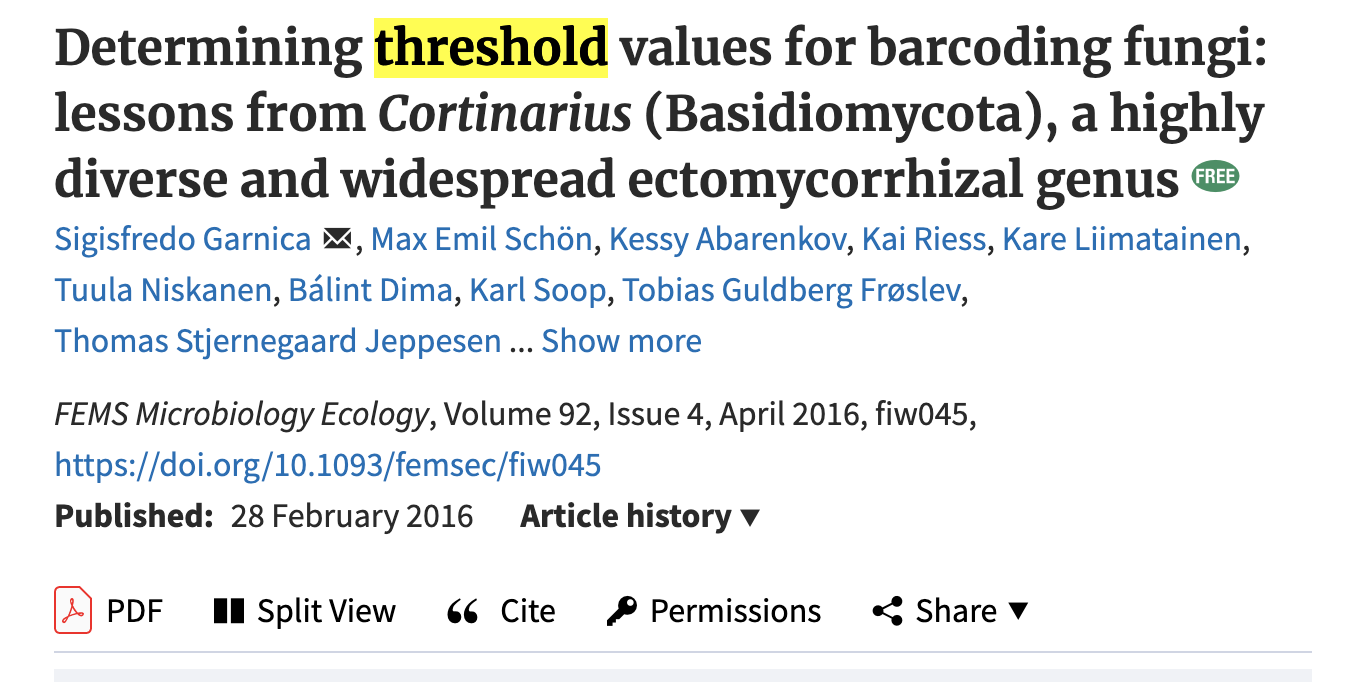 Determining threshold values for barcoding fungi:
lessons from Cortinarius (Basidiomycota), a highly
diverse and widespread ectomycorrhizal genus FREE
Sigisfredo Garnica , Max Emil Schön, Kessy Abarenkov, Kai Riess, Kare Liimatainen,
Tuula Niskanen, Bálint Dima, Karl Soop, Tobias Guldberg Frøslev,
Thomas Stjernegaard Jeppesen ... Show more
FEMS Microbiology Ecology, Volume 92, Issue 4, April 2016, fiw045,
https://doi.org/10.1093/femsec/fiw045
Published: 28 February 2016 Article history ▼
PDF Split View Cite Permissions Share ▼